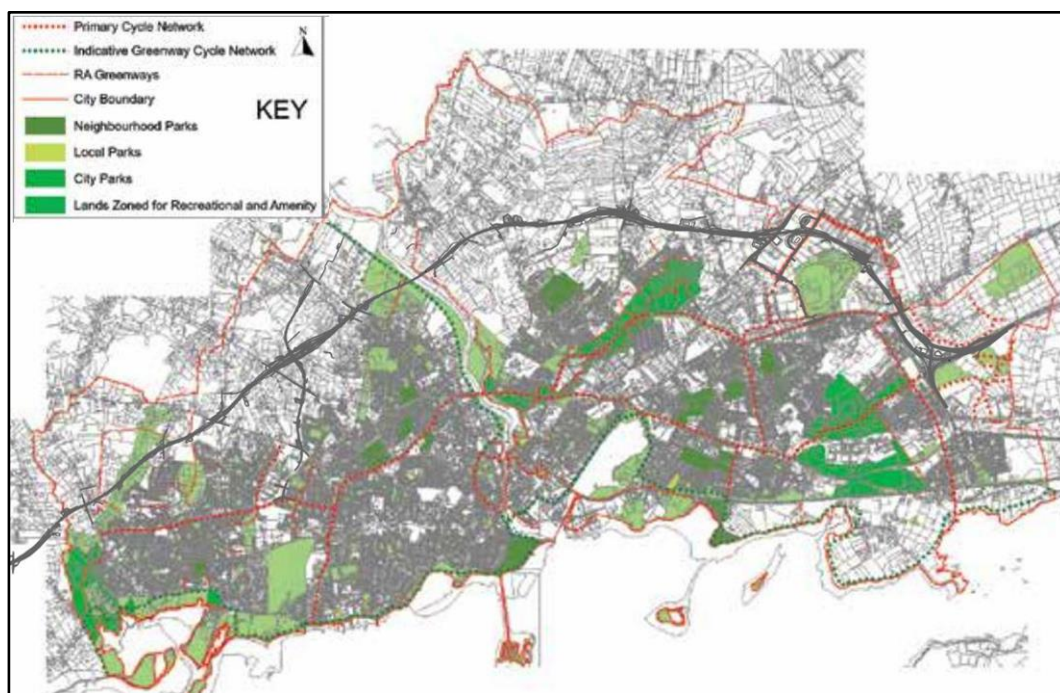 Primary Cycle Network
N
Indicative Greenway Cycle Network
RA Greenways
City Boundary
KEY
Neighbourhood Parks
Local Parks
City Parks
Lands Zoned for Recreational and Amenity